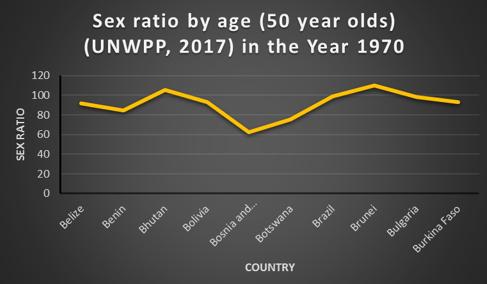 Sex ratio by age (50 year olds)
(UNWPP, 2017) in the Year 1970
120
100
80
60
40
20
0
SEX RATIO
Belize
Benin
Bhutan
Bolivia
Bosnia and...
Botswana
Brazil
Brunei
Bulgaria
Burkina Faso
COUNTRY